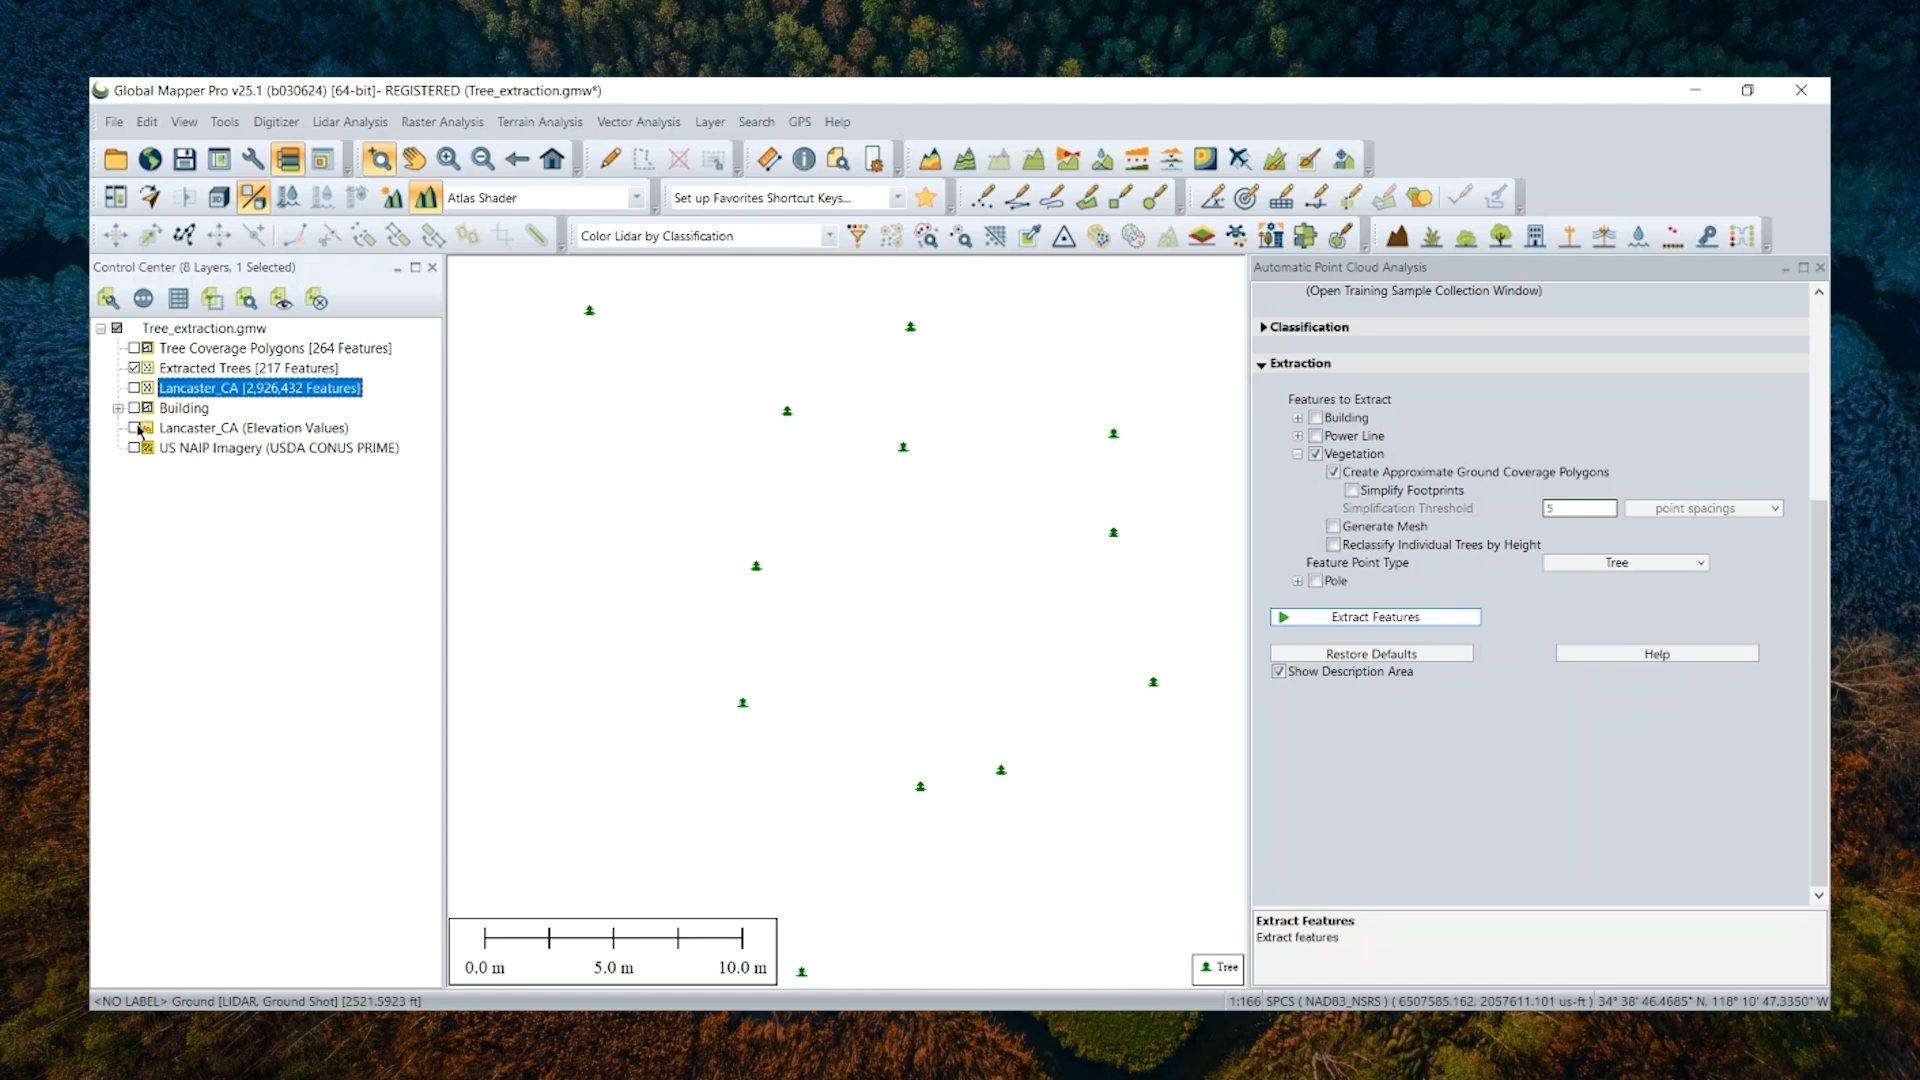 Global Mapper Pro v25.1 (b030624) [64-bit]- REGISTERED (Tree_extraction.gmw*)
File Edit View Tools Digitizer Lidar Analysis Raster Analysis Terrain Analysis Vector Analysis Layer Search GPS Help
Atlas Shader
Set up Favorites Shortcut Keys...
Color Lidar by Classification
Control Center (8 Layers, 1 Selected)
Tree_extraction.gmw
Tree Coverage Polygons [264 Features]
Extracted Trees [217 Features]
Lancaster_CA [2,926,432 Features]
Building
Lancaster_CA (Elevation Values)
US NAIP Imagery (USDA CONUS PRIME)
0.0 m 5.0 m 10.0 m
Tree
Automatic Point Cloud Analysis
(Open Training Sample Collection Window)
Classification
Extraction
Features to Extract
Building
Power Line
Vegetation
Create Approximate Ground Coverage Polygons
Simplify Footprints
Simplification Threshold 5 point spacings
Generate Mesh
Reclassify Individual Trees by Height
Feature Point Type Tree
Pole
Extract Features
Restore Defaults Help
Show Description Area
Extract Features
Extract features
<NO LABEL> Ground [LIDAR, Ground Shot] [2521.5923 ft]
1:166 SPCS ( NAD83_NSRS ) ( 6507585.162, 2057611.101 us-ft ) 34° 38' 46.4685" N, 118° 10' 47.3350" W